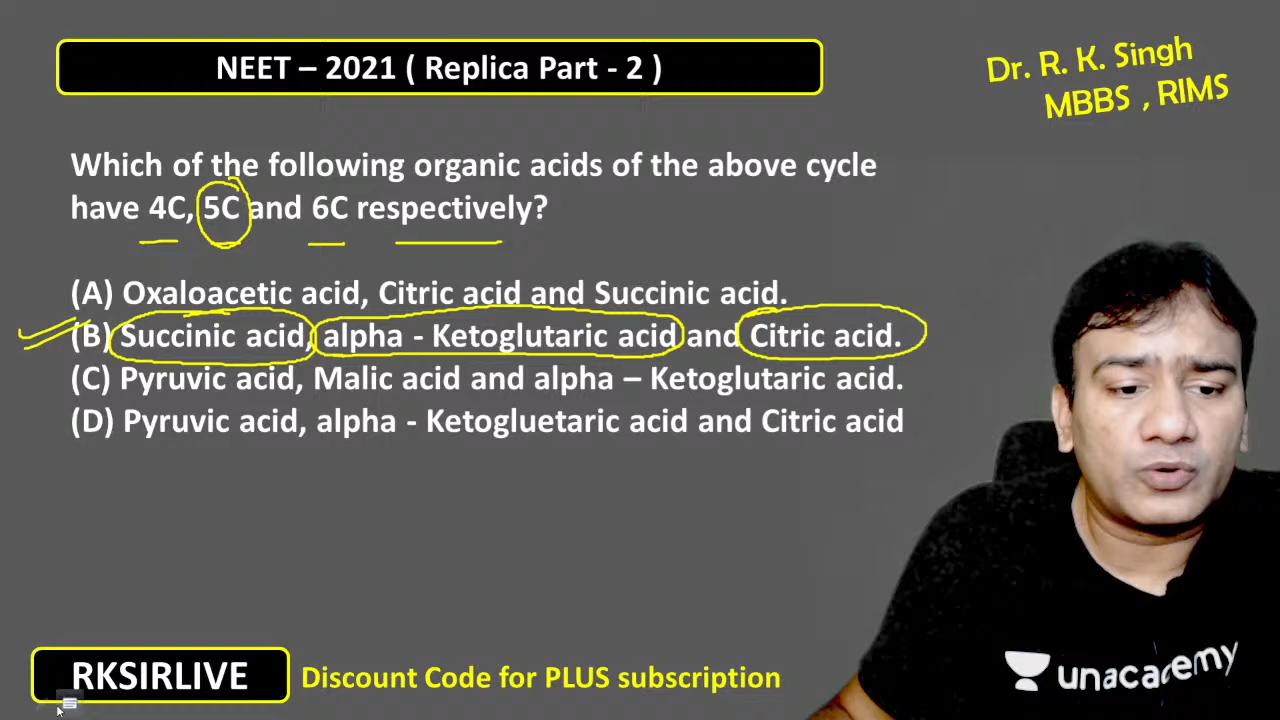 NEET – 2021 ( Replica Part - 2 )
Dr. R. K. Singh
MBBS , RIMS
Which of the following organic acids of the above cycle
have 4C, 5C and 6C respectively?
(A) Oxaloacetic acid, Citric acid and Succinic acid.
(B) Succinic acid, alpha - Ketoglutaric acid and Citric acid.
(C) Pyruvic acid, Malic acid and alpha – Ketoglutaric acid.
(D) Pyruvic acid, alpha - Ketogluetaric acid and Citric acid
unacademy
RKSIRLIVE
Discount Code for PLUS subscription